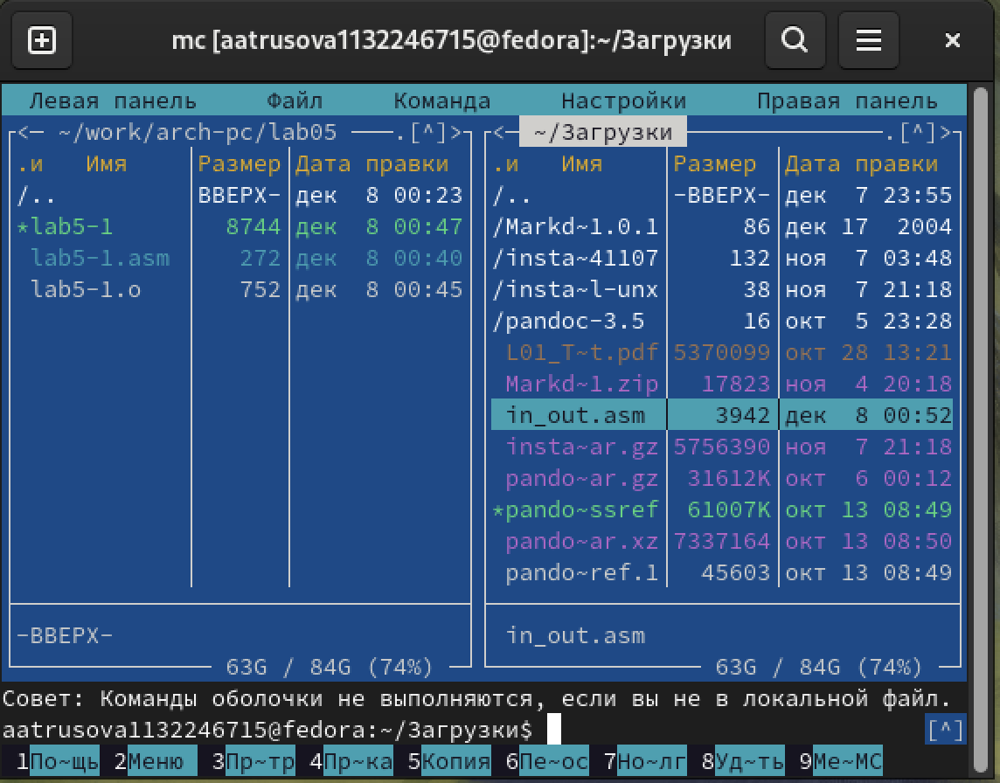 mc [aatrusova1132246715@fedora]:~/Загрузки
Левая панель Файл Команда Настройки Правая панель
<─ ~/work/arch-pc/lab05 ───.[^]> <─ ~/Загрузки ───.[^]>
.и Имя Размер Дата правки .и Имя Размер Дата правки
/.. ВВЕРХ- дек 8 00:23 /.. -ВВЕРХ- дек 7 23:55
*lab5-1 8744 дек 8 00:47 /Markd~1.0.1 86 дек 17 2004
lab5-1.asm 272 дек 8 00:40 /insta~41107 132 ноя 7 03:48
lab5-1.o 752 дек 8 00:45 /insta~l-unx 38 ноя 7 21:18
/pandoc-3.5 16 окт 5 23:28
L01_T~t.pdf 5370099 окт 28 13:21
Markd~1.zip 17823 ноя 4 20:18
in_out.asm 3942 дек 8 00:52
insta~ar.gz 5756390 ноя 7 21:18
pando~ar.gz 31612K окт 6 00:12
*pando~ssref 61007K окт 13 08:49
pando~ar.xz 7337164 окт 13 08:50
pando~ref.1 45603 окт 13 08:49
-ВВЕРХ- in_out.asm
63G / 84G (74%) 63G / 84G (74%)
Совет: Команды оболочки не выполняются, если вы не в локальной файл.
aatrusova1132246715@fedora:~/Загрузки$ [^]
1По~щь 2Меню 3Пр~тр 4Пр~ка 5Копия 6Пе~ос 7Но~лг 8Уд~ть 9Ме~МС